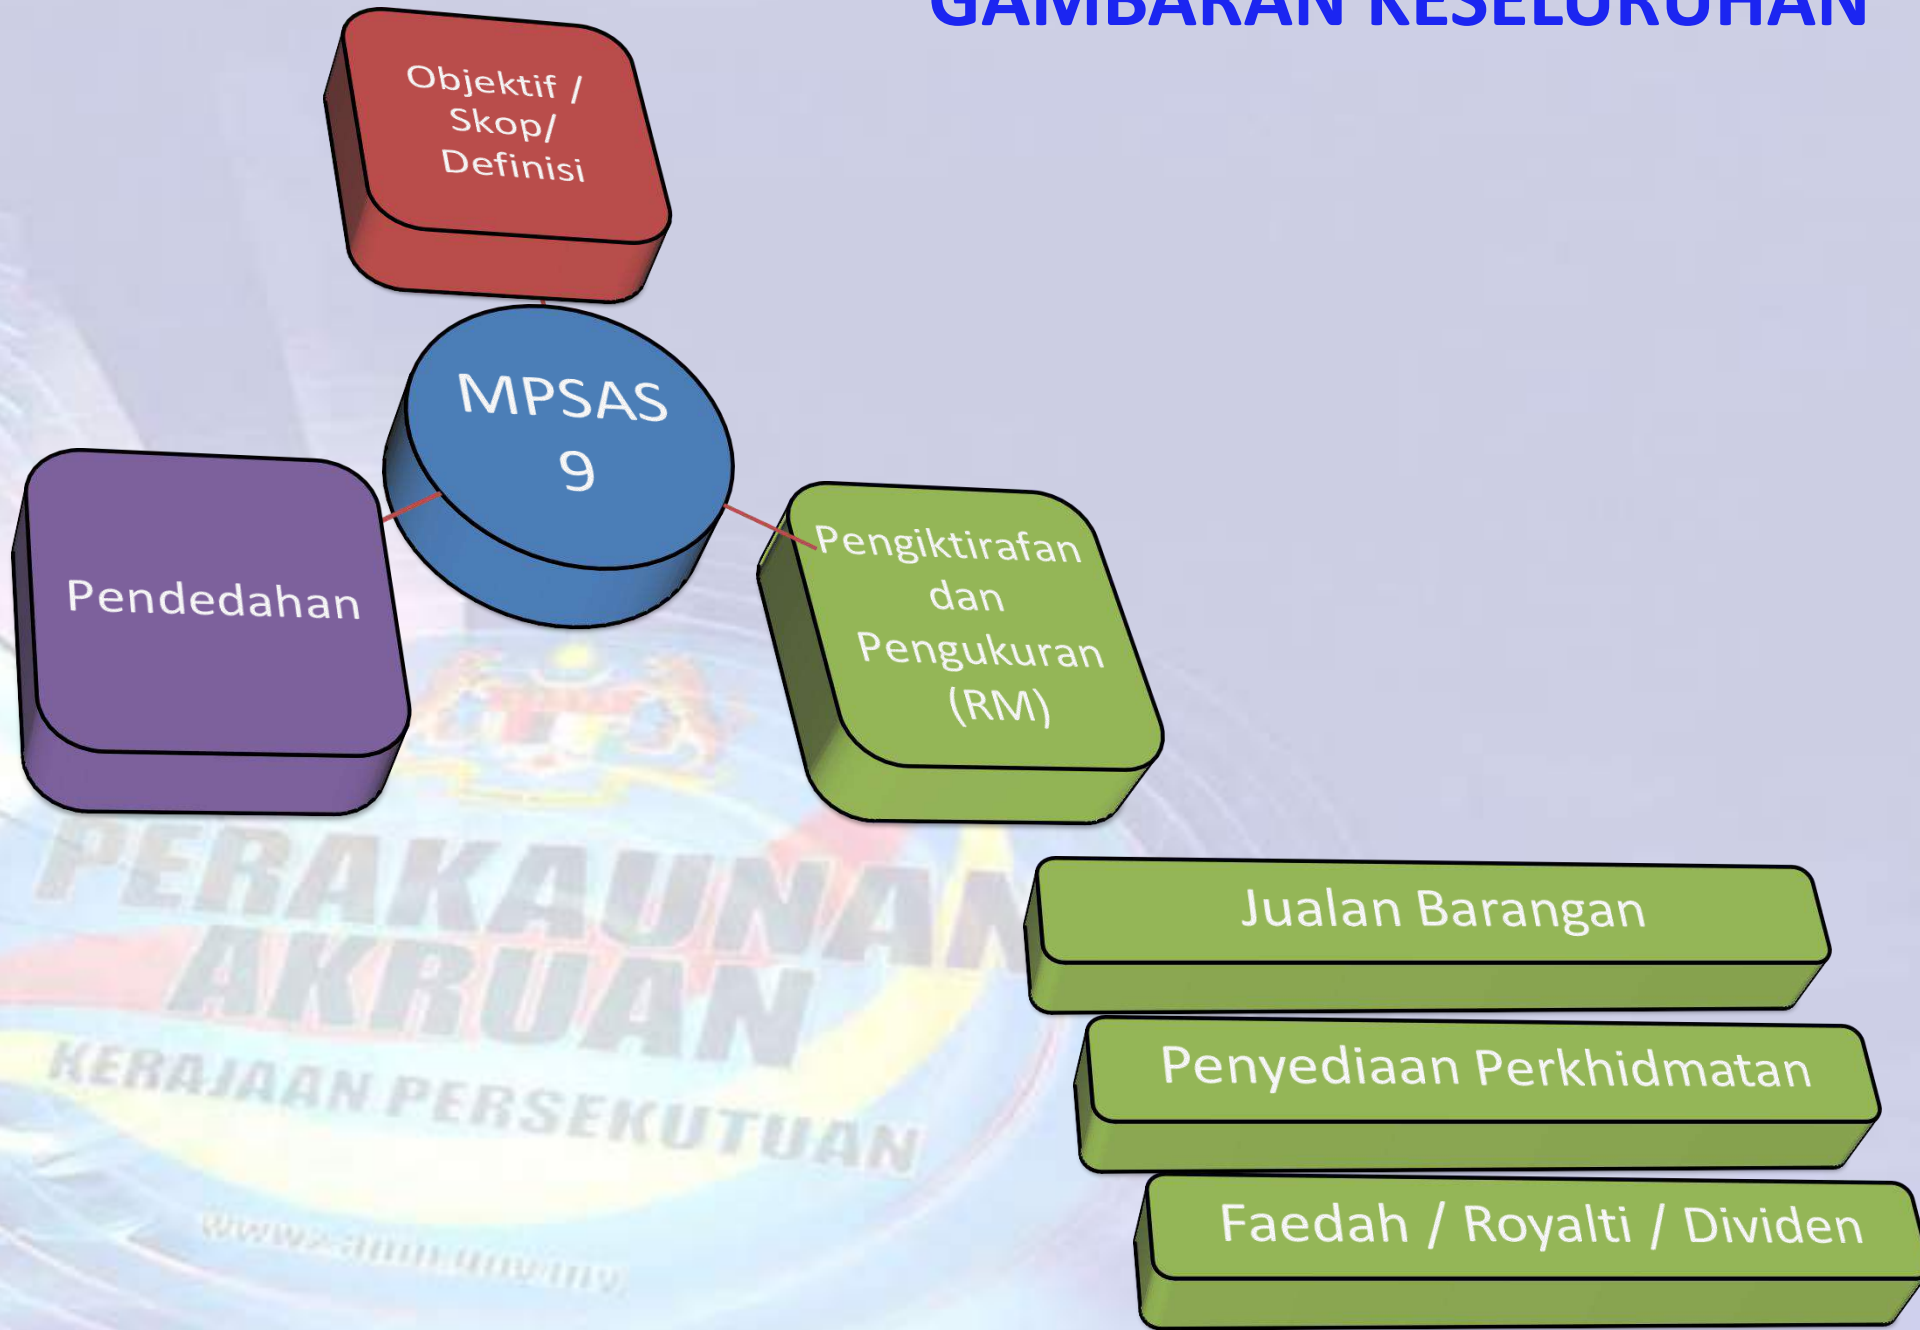 GAMBARAN KESELURUHAN
Objektif /
Skop/
Definisi
MPSAS
9
Pendedahan
Pengiktirafan
dan
Pengukuran
(RM)
PERAKAUNAN
AKRUAN
KERAJAAN PERSEKUTUAN
Jualan Barangan
Penyediaan Perkhidmatan
Faedah / Royalti / Dividen